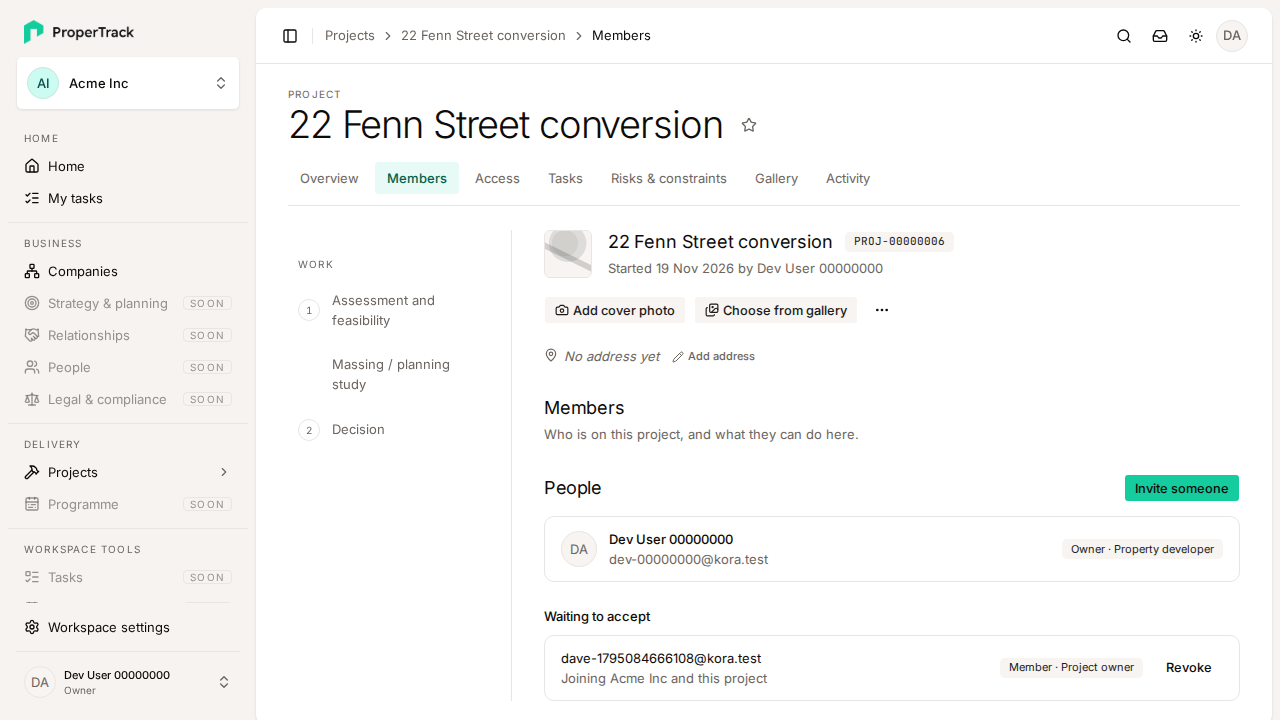 ProperTrack
AI
Acme Inc
HOME
Home
My tasks
BUSINESS
Companies
Strategy & planning
SOON
Relationships
SOON
People
SOON
Legal & compliance
SOON
DELIVERY
Projects
Programme
SOON
WORKSPACE TOOLS
Tasks
SOON
Workspace settings
DA
Dev User 00000000
Owner
Projects
22 Fenn Street conversion
Members
DA
PROJECT
22 Fenn Street conversion
Overview
Members
Access
Tasks
Risks & constraints
Gallery
Activity
WORK
1
Assessment and
feasibility
Massing / planning
study
2
Decision
22 Fenn Street conversion
PROJ-00000006
Started 19 Nov 2026 by Dev User 00000000
Add cover photo
Choose from gallery
No address yet
Add address
Members
Who is on this project, and what they can do here.
People
Invite someone
DA
Dev User 00000000
dev-00000000@kora.test
Owner · Property developer
Waiting to accept
dave-1795084666108@kora.test
Joining Acme Inc and this project
Member · Project owner
Revoke